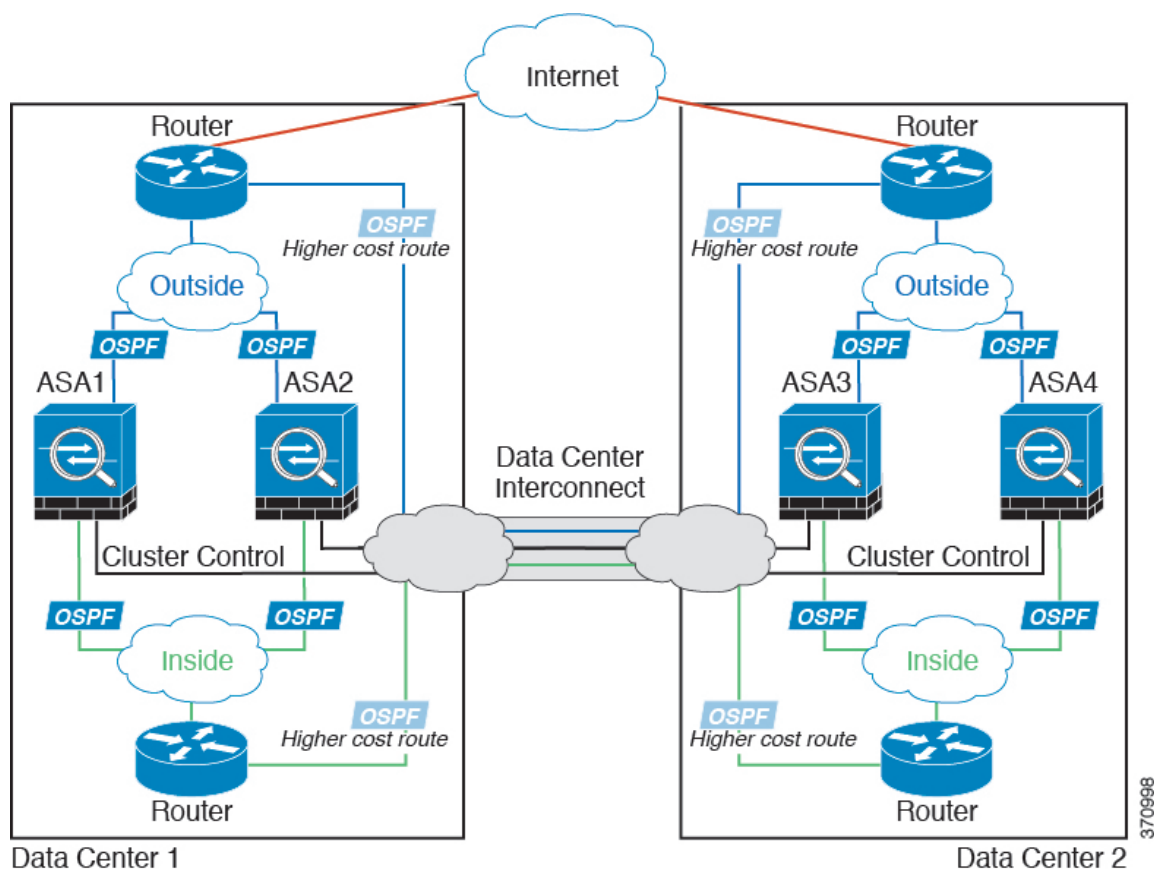 Internet
Router
Router
OSPF
Higher cost route
OSPF
Higher cost route
Outside
Outside
OSPF
OSPF
OSPF
OSPF
ASA1
ASA2
ASA3
ASA4
Data Center
Interconnect
Cluster Control
Cluster Control
OSPF
OSPF
OSPF
OSPF
Inside
Inside
OSPF
Higher cost route
OSPF
Higher cost route
Router
Router
370998
Data Center 1
Data Center 2